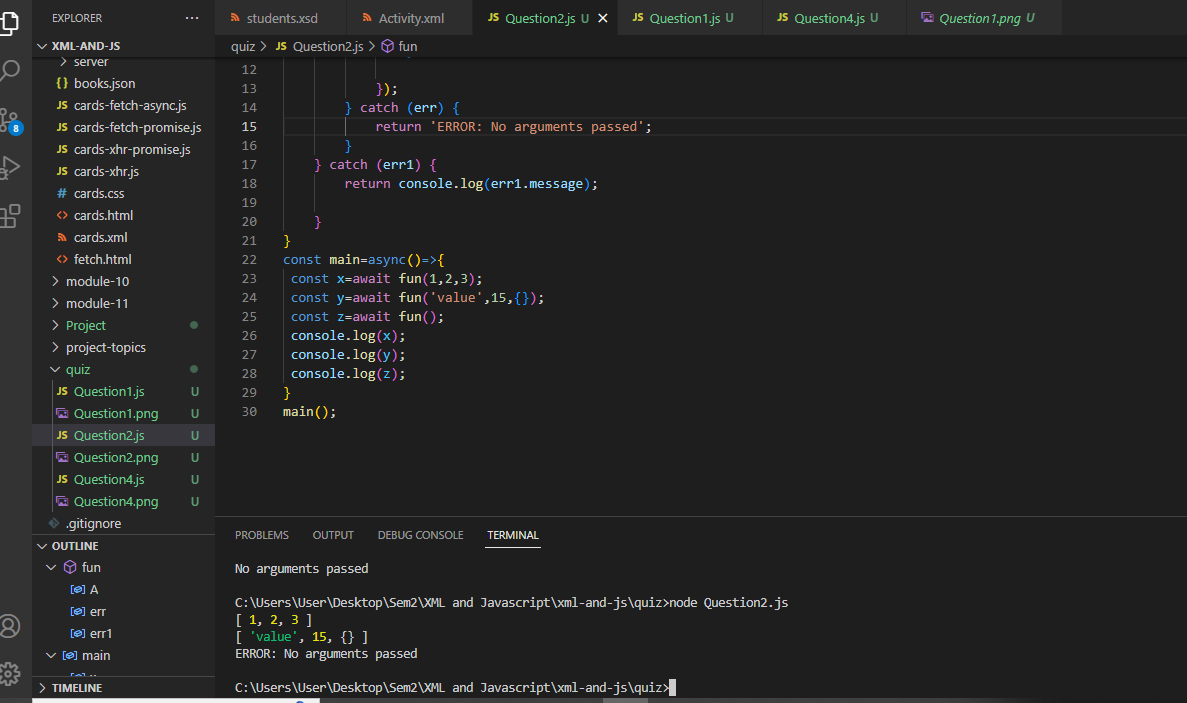 EXPLORER ...
students.xsd Activity.xml JS Question2.js U JS Question1.js U JS Question4.js U Question1.png U
XML-AND-JS
quiz > JS Question2.js > fun
server
{} books.json
JS cards-fetch-async.js
JS cards-fetch-promise.js
JS cards-xhr-promise.js
JS cards-xhr.js
# cards.css
<> cards.html
cards.xml
<> fetch.html
module-10
module-11
Project
project-topics
quiz
JS Question1.js U
Question1.png U
JS Question2.js U
Question2.png U
JS Question4.js U
Question4.png U
.gitignore
OUTLINE
fun
A
err
err1
main
TIMELINE
8
12
13 });
14 } catch (err) {
15 return 'ERROR: No arguments passed';
16 }
17 } catch (err1) {
18 return console.log(err1.message);
19
20 }
21 }
22 const main=async()=>{
23 const x=await fun(1,2,3);
24 const y=await fun('value',15,{});
25 const z=await fun();
26 console.log(x);
27 console.log(y);
28 console.log(z);
29 }
30 main();
PROBLEMS OUTPUT DEBUG CONSOLE TERMINAL
No arguments passed
C:\Users\User\Desktop\Sem2\XML and Javascript\xml-and-js\quiz>node Question2.js
[ 1, 2, 3 ]
[ 'value', 15, {} ]
ERROR: No arguments passed
C:\Users\User\Desktop\Sem2\XML and Javascript\xml-and-js\quiz>